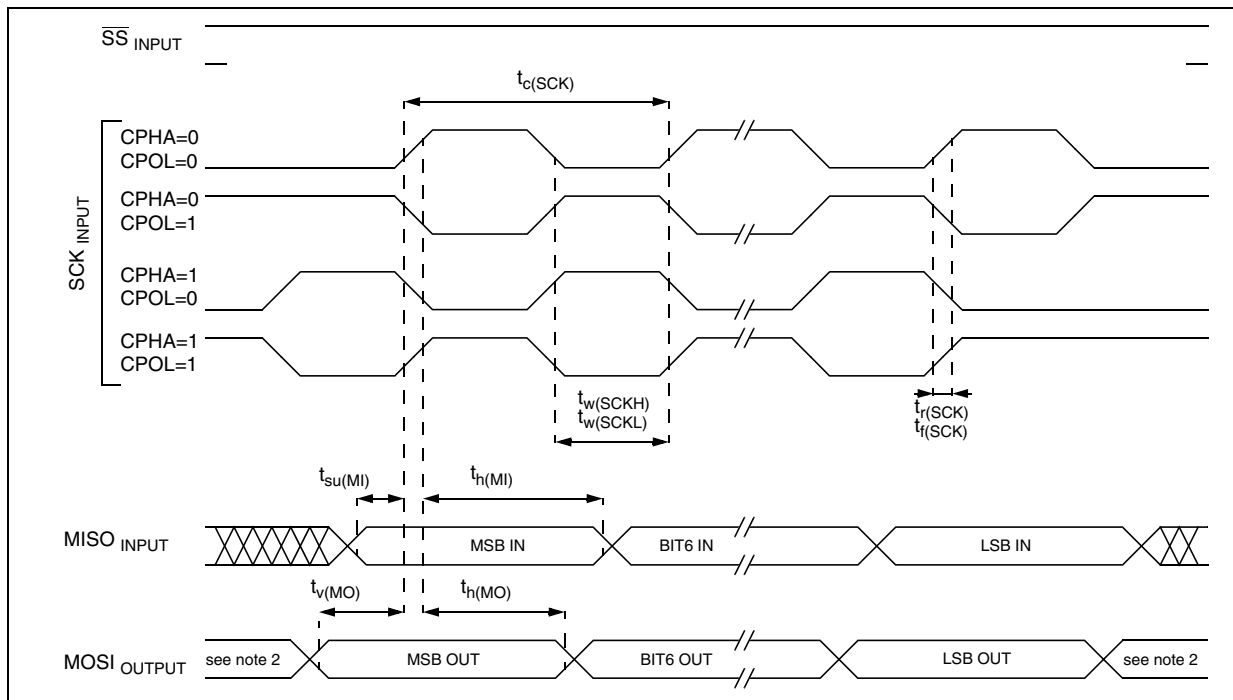 SS INPUT
tc(SCK)
SCK INPUT
CPHA=0
CPOL=0
CPHA=0
CPOL=1
CPHA=1
CPOL=0
CPHA=1
CPOL=1
tw(SCKH)
tw(SCKL)
tr(SCK)
tf(SCK)
tsu(MI)
th(MI)
MISO INPUT
MSB IN
BIT6 IN
LSB IN
tv(MO)
th(MO)
MOSI OUTPUT
see note 2
MSB OUT
BIT6 OUT
LSB OUT
see note 2